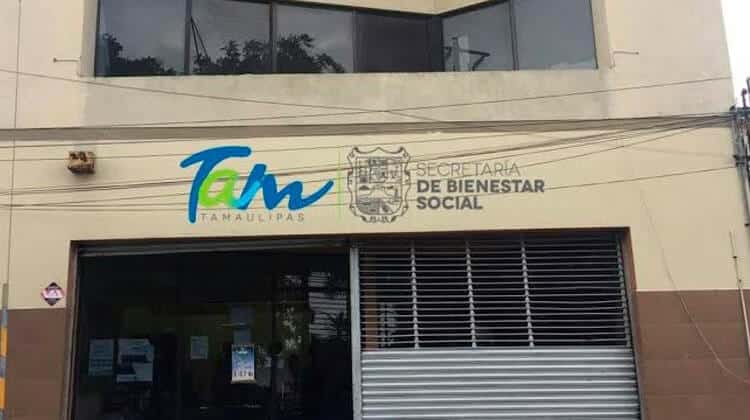 Tam
TAMAULIPAS
SECRETARÍA
DE BIENESTAR
SOCIAL